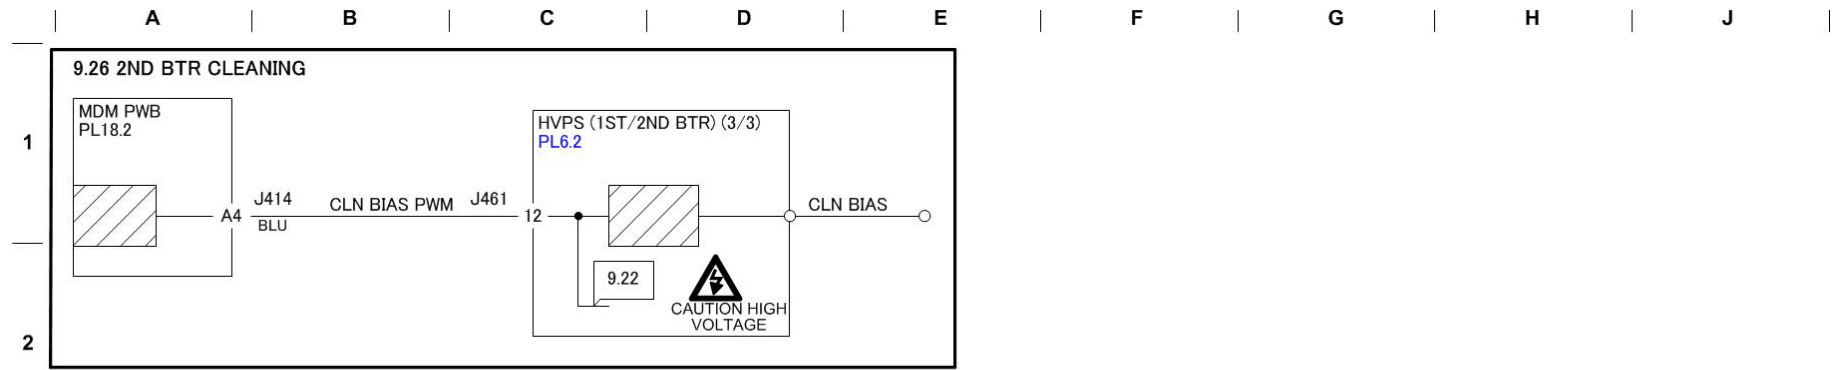 A B C D E F G H J
9.26 2ND BTR CLEANING
MDM PWB
PL18.2
HVPS (1ST/2ND BTR) (3/3)
PL6.2
1
A4
J414
BLU
CLN BIAS PWM
J461
12
CLN BIAS
9.22
CAUTION HIGH
VOLTAGE
2